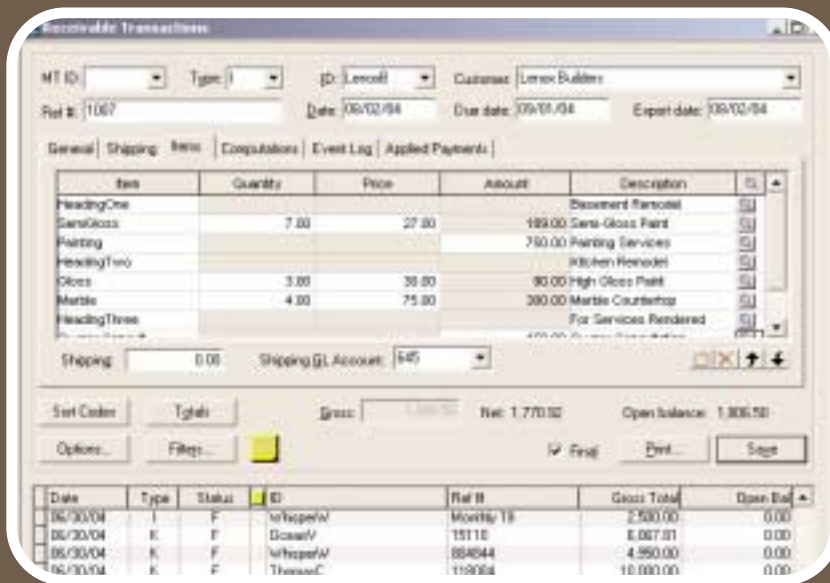 Receivable Transactions
MT ID: Type: I ID: LenoxB Customer: Lenox Builders
Ref #: 1087 Date: 08/02/04 Due date: 09/01/04 Export date: 08/02/04
General Shipping Items Computations Event Log Applied Payments
Item Quantity Price Amount Description
HeadingOne Basement Remodel
SemiGloss 7.00 27.00 189.00 Semi-Gloss Paint
Painting 750.00 Painting Services
HeadingTwo Kitchen Remodel
Gloss 3.00 30.00 90.00 High Gloss Paint
Marble 4.00 75.00 300.00 Marble Countertop
HeadingThree For Services Rendered
Shipping: 0.00 Shipping GL Account: 645
Sort Codes Totals Gross: Net: 1,770.92 Open balance: 1,806.50
Options... Filters... Final Print... Save
Date Type Status ID Ref # Gross Total Open Bal
06/30/04 I F WhisperW Monthly 19 2,500.00 0.00
06/30/04 K F OceanV 15110 6,067.01 0.00
06/30/04 K F WhisperW 884844 4,950.00 0.00
06/30/04 K F ThomasC 118084 10,000.00 0.00